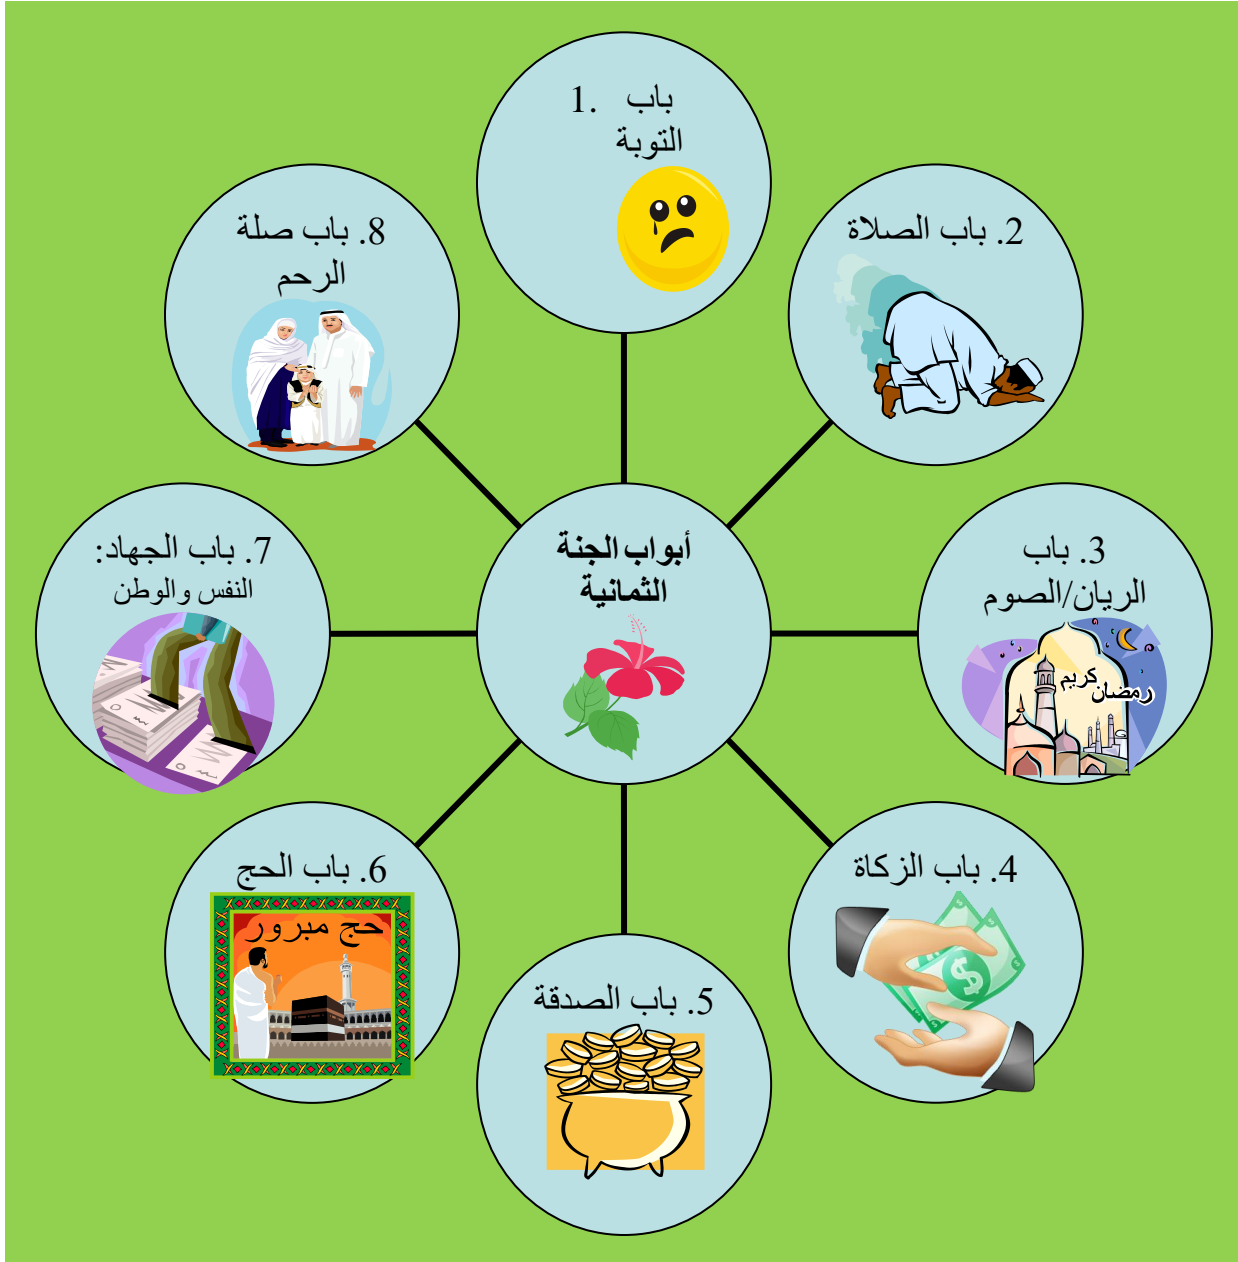 أبواب الجنة
الثمانية
1. باب
التوبة
2. باب الصلاة
3. باب
الريان/الصوم
رمضان كريم
4. باب الزكاة
5. باب الصدقة
6. باب الحج
حج مبرور
7. باب الجهاد:
النفس والوطن
8. باب صلة
الرحم